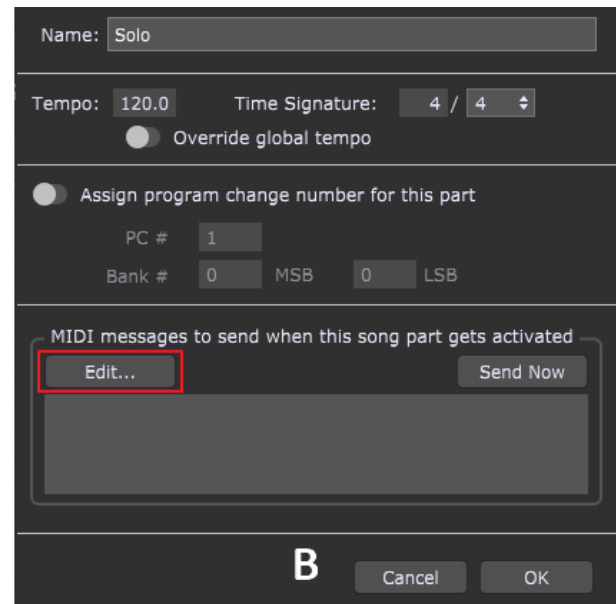 Name: Solo
Tempo: 120.0 Time Signature: 4 / 4
Override global tempo
Assign program change number for this part
PC # 1
Bank # 0 MSB 0 LSB
MIDI messages to send when this song part gets activated
Edit... Send Now
B Cancel OK